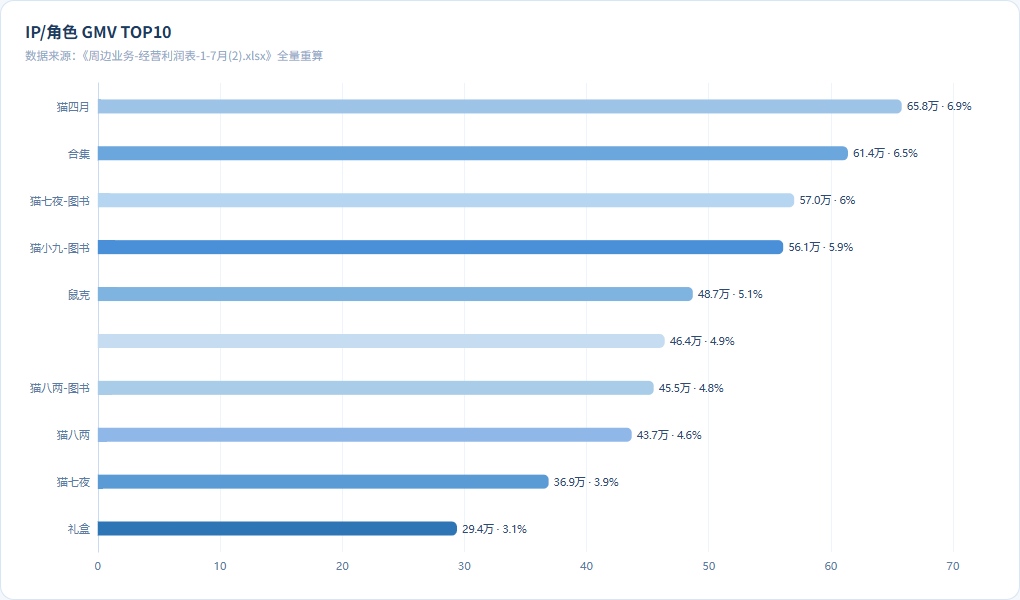 IP/角色 GMV TOP10
数据来源：《周边业务-经营利润表-1-7月(2).xlsx》全量重算
猫四月 65.8万 · 6.9%
合集 61.4万 · 6.5%
猫七夜-图书 57.0万 · 6%
猫小九-图书 56.1万 · 5.9%
鼠克 48.7万 · 5.1%
46.4万 · 4.9%
猫八两-图书 45.5万 · 4.8%
猫八两 43.7万 · 4.6%
猫七夜 36.9万 · 3.9%
礼盒 29.4万 · 3.1%
0 10 20 30 40 50 60 70